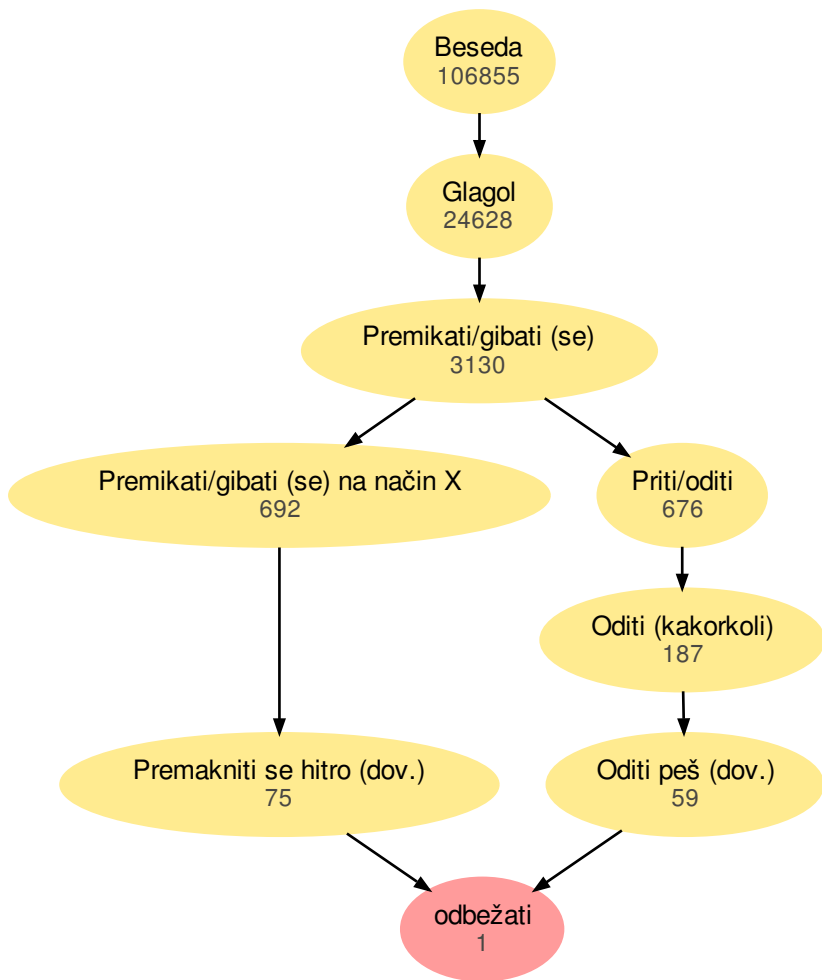 Beseda
106855
Glagol
24628
Premikati/gibati (se)
3130
Premikati/gibati (se) na način X
692
Priti/oditi
676
Oditi (kakorkoli)
187
Premakniti se hitro (dov.)
75
Oditi peš (dov.)
59
odbežati
1